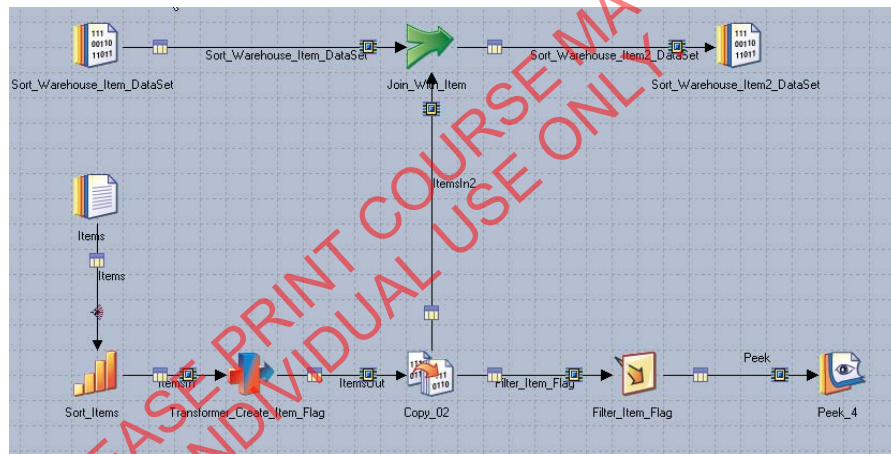 Sort_Warehouse_Item_DataSet
Sort_Warehouse_Item2_DataSet
Sort_Warehouse_Item_DataSet
Join_With_Item
Sort_Warehouse_Item2_DataSet
ItemsIn2
Items
Items
ItemsIn
ItemsOut
Filter_Item_Flag
Peek
Sort_Items
Transformer_Create_Item_Flag
Copy_02
Filter_Item_Flag
Peek_4
EASE PRINT COURSE MA
INDIVIDUAL USE ONLY